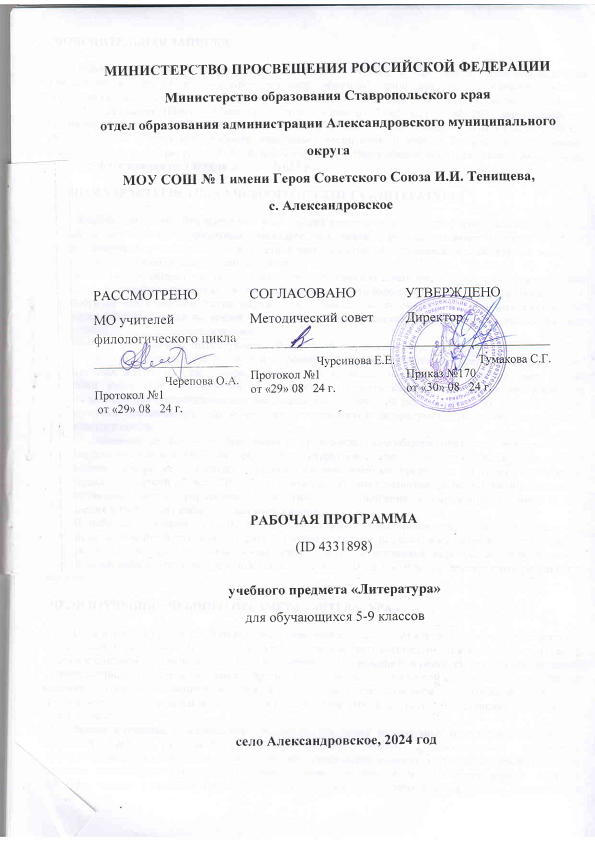 МИНИСТЕРСТВО ПРОСВЕЩЕНИЯ РОССИЙСКОЙ ФЕДЕРАЦИИ
Министерство образования Ставропольского края
отдел образования администрации Александровского муниципального
округа
МОУ СОШ № 1 имени Героя Советского Союза И.И. Тенищева,
с. Александровское
РАССМОТРЕНО
МО учителей
филологического цикла
Черепова О.А.
Протокол №1
от «29» 08 24 г.
СОГЛАСОВАНО
Методический совет
Чурсинова Е.Е.
Протокол №1
от «29» 08 24 г.
УТВЕРЖДЕНО
Директор
Тумакова С.Г.
Приказ №170
от «30» 08 24 г.
РАБОЧАЯ ПРОГРАММА
(ID 4331898)
учебного предмета «Литература»
для обучающихся 5-9 классов
село Александровское, 2024 год